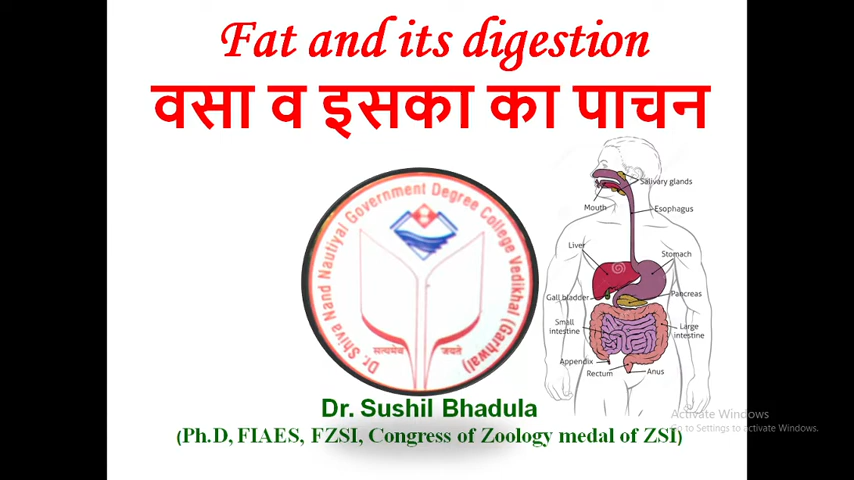 Fat and its digestion
वसा व इसका का पाचन
Dr. Shiva Nand Nautiyal Government Degree College Vedikhal (Garhwal)
सत्यमेव जयते
Salivary glands
Mouth
Esophagus
Liver
Stomach
Gall bladder
Pancreas
Small
intestine
Large
intestine
Appendix
Rectum
Anus
Dr. Sushil Bhadula
(Ph.D, FIAES, FZSI, Congress of Zoology medal of ZSI)
Activate Windows
Go to Settings to activate Windows.